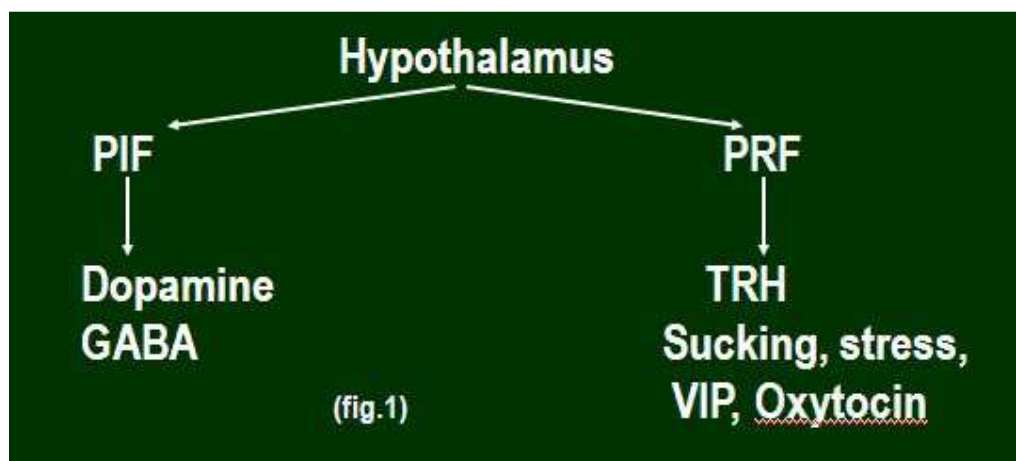 Hypothalamus
PIF
PRF
Dopamine
GABA
TRH
Sucking, stress,
VIP, Oxytocin
(fig.1)